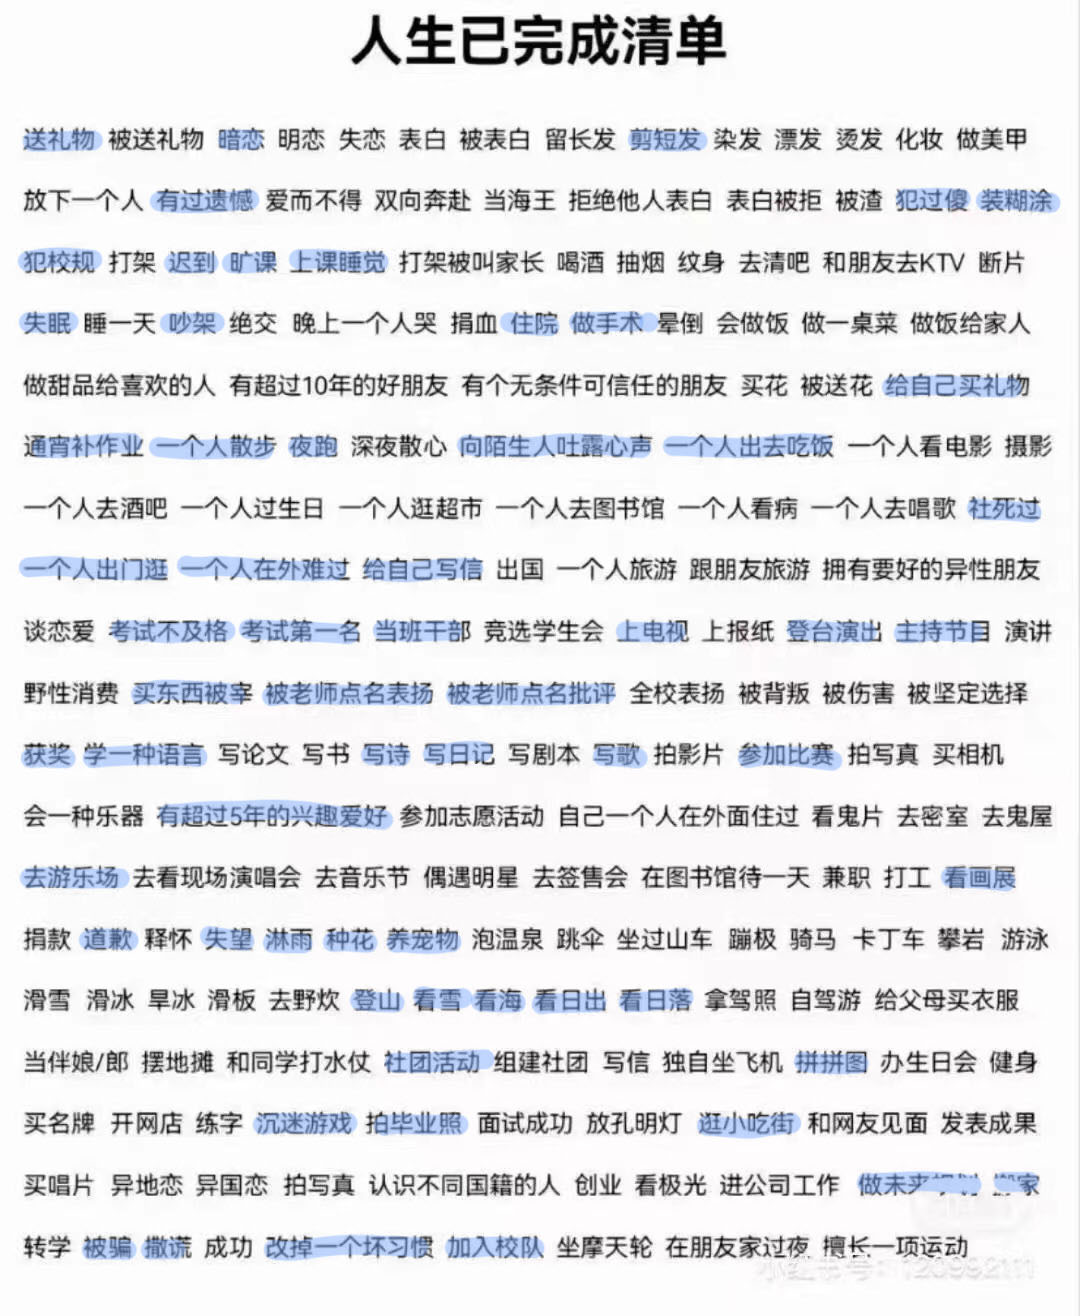 人生已完成清单
送礼物 被送礼物 暗恋 明恋 失恋 表白 被表白 留长发 剪短发 染发 漂发 烫发 化妆 做美甲
放下一个人 有过遗憾 爱而不得 双向奔赴 当海王 拒绝他人表白 表白被拒 被渣 犯过傻 装糊涂
犯校规 打架 迟到 旷课 上课睡觉 打架被叫家长 喝酒 抽烟 纹身 去清吧 和朋友去KTV 断片
失眠 睡一天 吵架 绝交 晚上一个人哭 捐血 住院 做手术 晕倒 会做饭 做一桌菜 做饭给家人
做甜品给喜欢的人 有超过10年的好朋友 有个无条件可信任的朋友 买花 被送花 给自己买礼物
通宵补作业 一个人散步 夜跑 深夜散心 向陌生人吐露心声 一个人出去吃饭 一个人看电影 摄影
一个人去酒吧 一个人过生日 一个人逛超市 一个人去图书馆 一个人看病 一个人去唱歌 社死过
一个人出门逛 一个人在外难过 给自己写信 出国 一个人旅游 跟朋友旅游 拥有要好的异性朋友
谈恋爱 考试不及格 考试第一名 当班干部 竞选学生会 上电视 上报纸 登台演出 主持节目 演讲
野性消费 买东西被宰 被老师点名表扬 被老师点名批评 全校表扬 被背叛 被伤害 被坚定选择
获奖 学一种语言 写论文 写书 写诗 写日记 写剧本 写歌 拍影片 参加比赛 拍写真 买相机
会一种乐器 有超过5年的兴趣爱好 参加志愿活动 自己一个人在外面住过 看鬼片 去密室 去鬼屋
去游乐场 去看现场演唱会 去音乐节 偶遇明星 去签售会 在图书馆待一天 兼职 打工 看画展
捐款 道歉 释怀 失望 淋雨 种花 养宠物 泡温泉 跳伞 坐过山车 蹦极 骑马 卡丁车 攀岩 游泳
滑雪 滑冰 旱冰 滑板 去野炊 登山 看雪 看海 看日出 看日落 拿驾照 自驾游 给父母买衣服
当伴娘/郎 摆地摊 和同学打水仗 社团活动 组建社团 写信 独自坐飞机 拼拼图 办生日会 健身
买名牌 开网店 练字 沉迷游戏 拍毕业照 面试成功 放孔明灯 逛小吃街 和网友见面 发表成果
买唱片 异地恋 异国恋 拍写真 认识不同国籍的人 创业 看极光 进公司工作 做未来规划 搬家
转学 被骗 撒谎 成功 改掉一个坏习惯 加入校队 坐摩天轮 在朋友家过夜 擅长一项运动
小红书号：